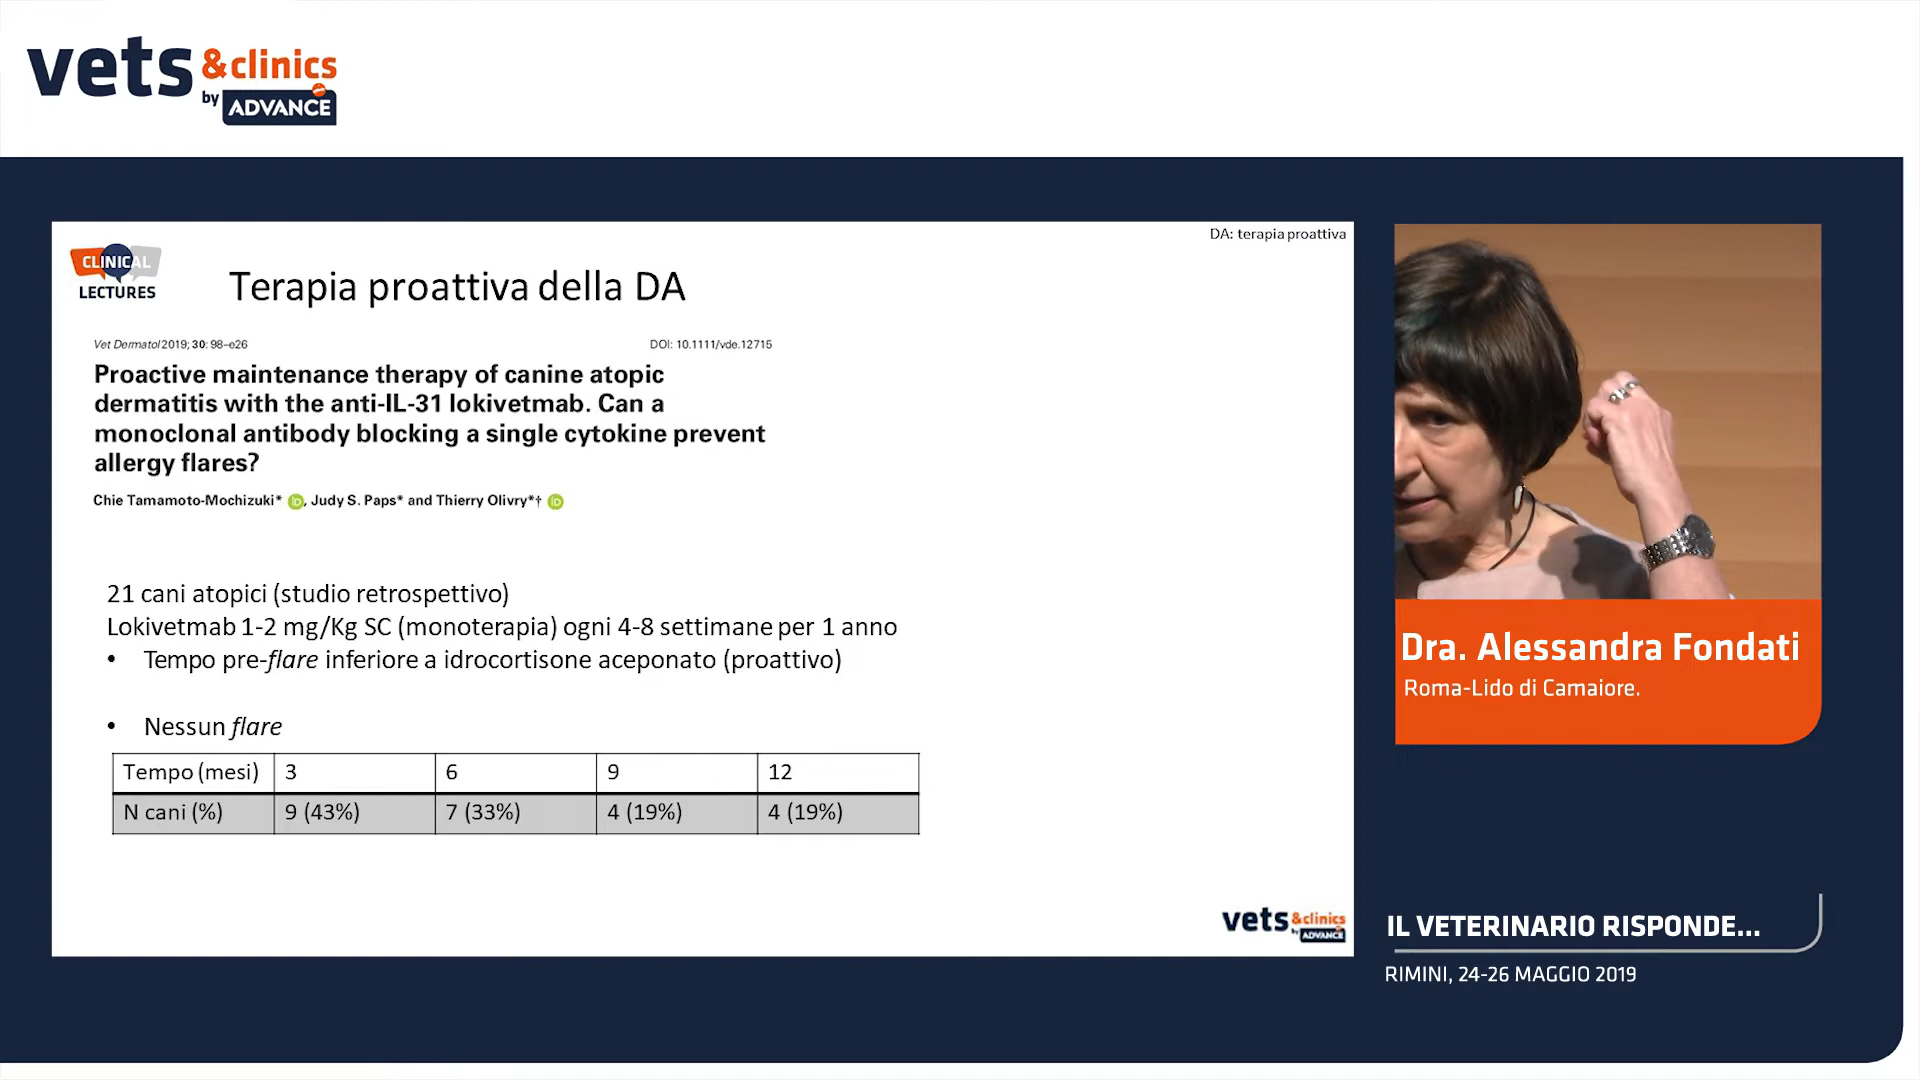 vets &clinics
by ADVANCE
DA: terapia proattiva
CLINICAL
LECTURES
Terapia proattiva della DA
Vet Dermatol 2019; 30: 98–e26
DOI: 10.1111/vde.12715
Proactive maintenance therapy of canine atopic
dermatitis with the anti-IL-31 lokivetmab. Can a
monoclonal antibody blocking a single cytokine prevent
allergy flares?
Chie Tamamoto-Mochizuki* iD, Judy S. Paps* and Thierry Olivry*† iD
21 cani atopici (studio retrospettivo)
Lokivetmab 1-2 mg/Kg SC (monoterapia) ogni 4-8 settimane per 1 anno
• Tempo pre-flare inferiore a idrocortisone aceponato (proattivo)
• Nessun flare
Tempo (mesi) 3 6 9 12
N cani (%) 9 (43%) 7 (33%) 4 (19%) 4 (19%)
vets &clinics
by ADVANCE
Dra. Alessandra Fondati
Roma-Lido di Camaiore.
IL VETERINARIO RISPONDE...
RIMINI, 24-26 MAGGIO 2019